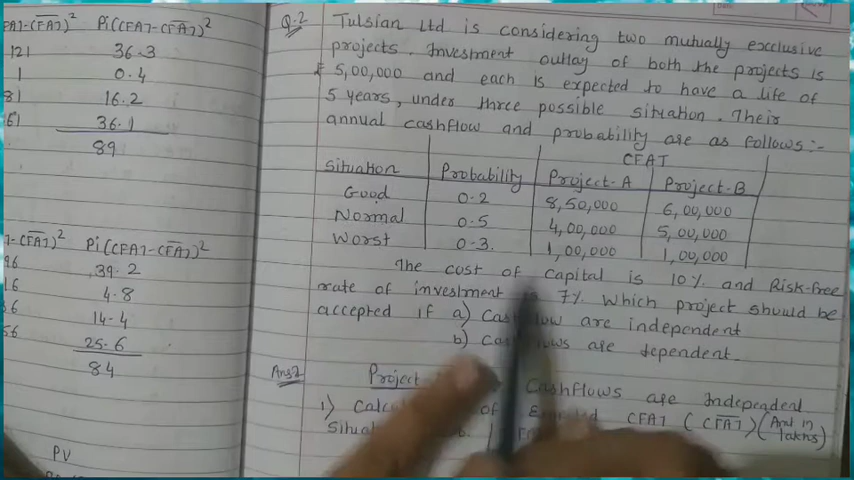 121 36.3
1 0.4
81 16.2
61 36.1
89
Pi(CFAT-CFAT)²
39.2
4.8
14.4
25.6
84
PV
Q.2 Tulsian Ltd is considering two mutually exclusive
projects. Investment outlay of both the projects is
₹ 5,00,000 and each is expected to have a life of
5 years, under three possible situation. Their
annual cashflow and probability are as follows:-
CFAT
Situation Probability Project-A Project-B
Good 0.2 8,50,000 6,00,000
Normal 0.5 4,00,000 5,00,000
Worst 0.3 1,00,000 1,00,000
The cost of capital is 10% and Risk-free
rate of investment is 7% which project should be
accepted if a) Cashflow are independent
b) Cashflows are dependent.
Ans2 Project Cashflows are Independent
1) of CFAT (CFAT) (Amt in lakhs)